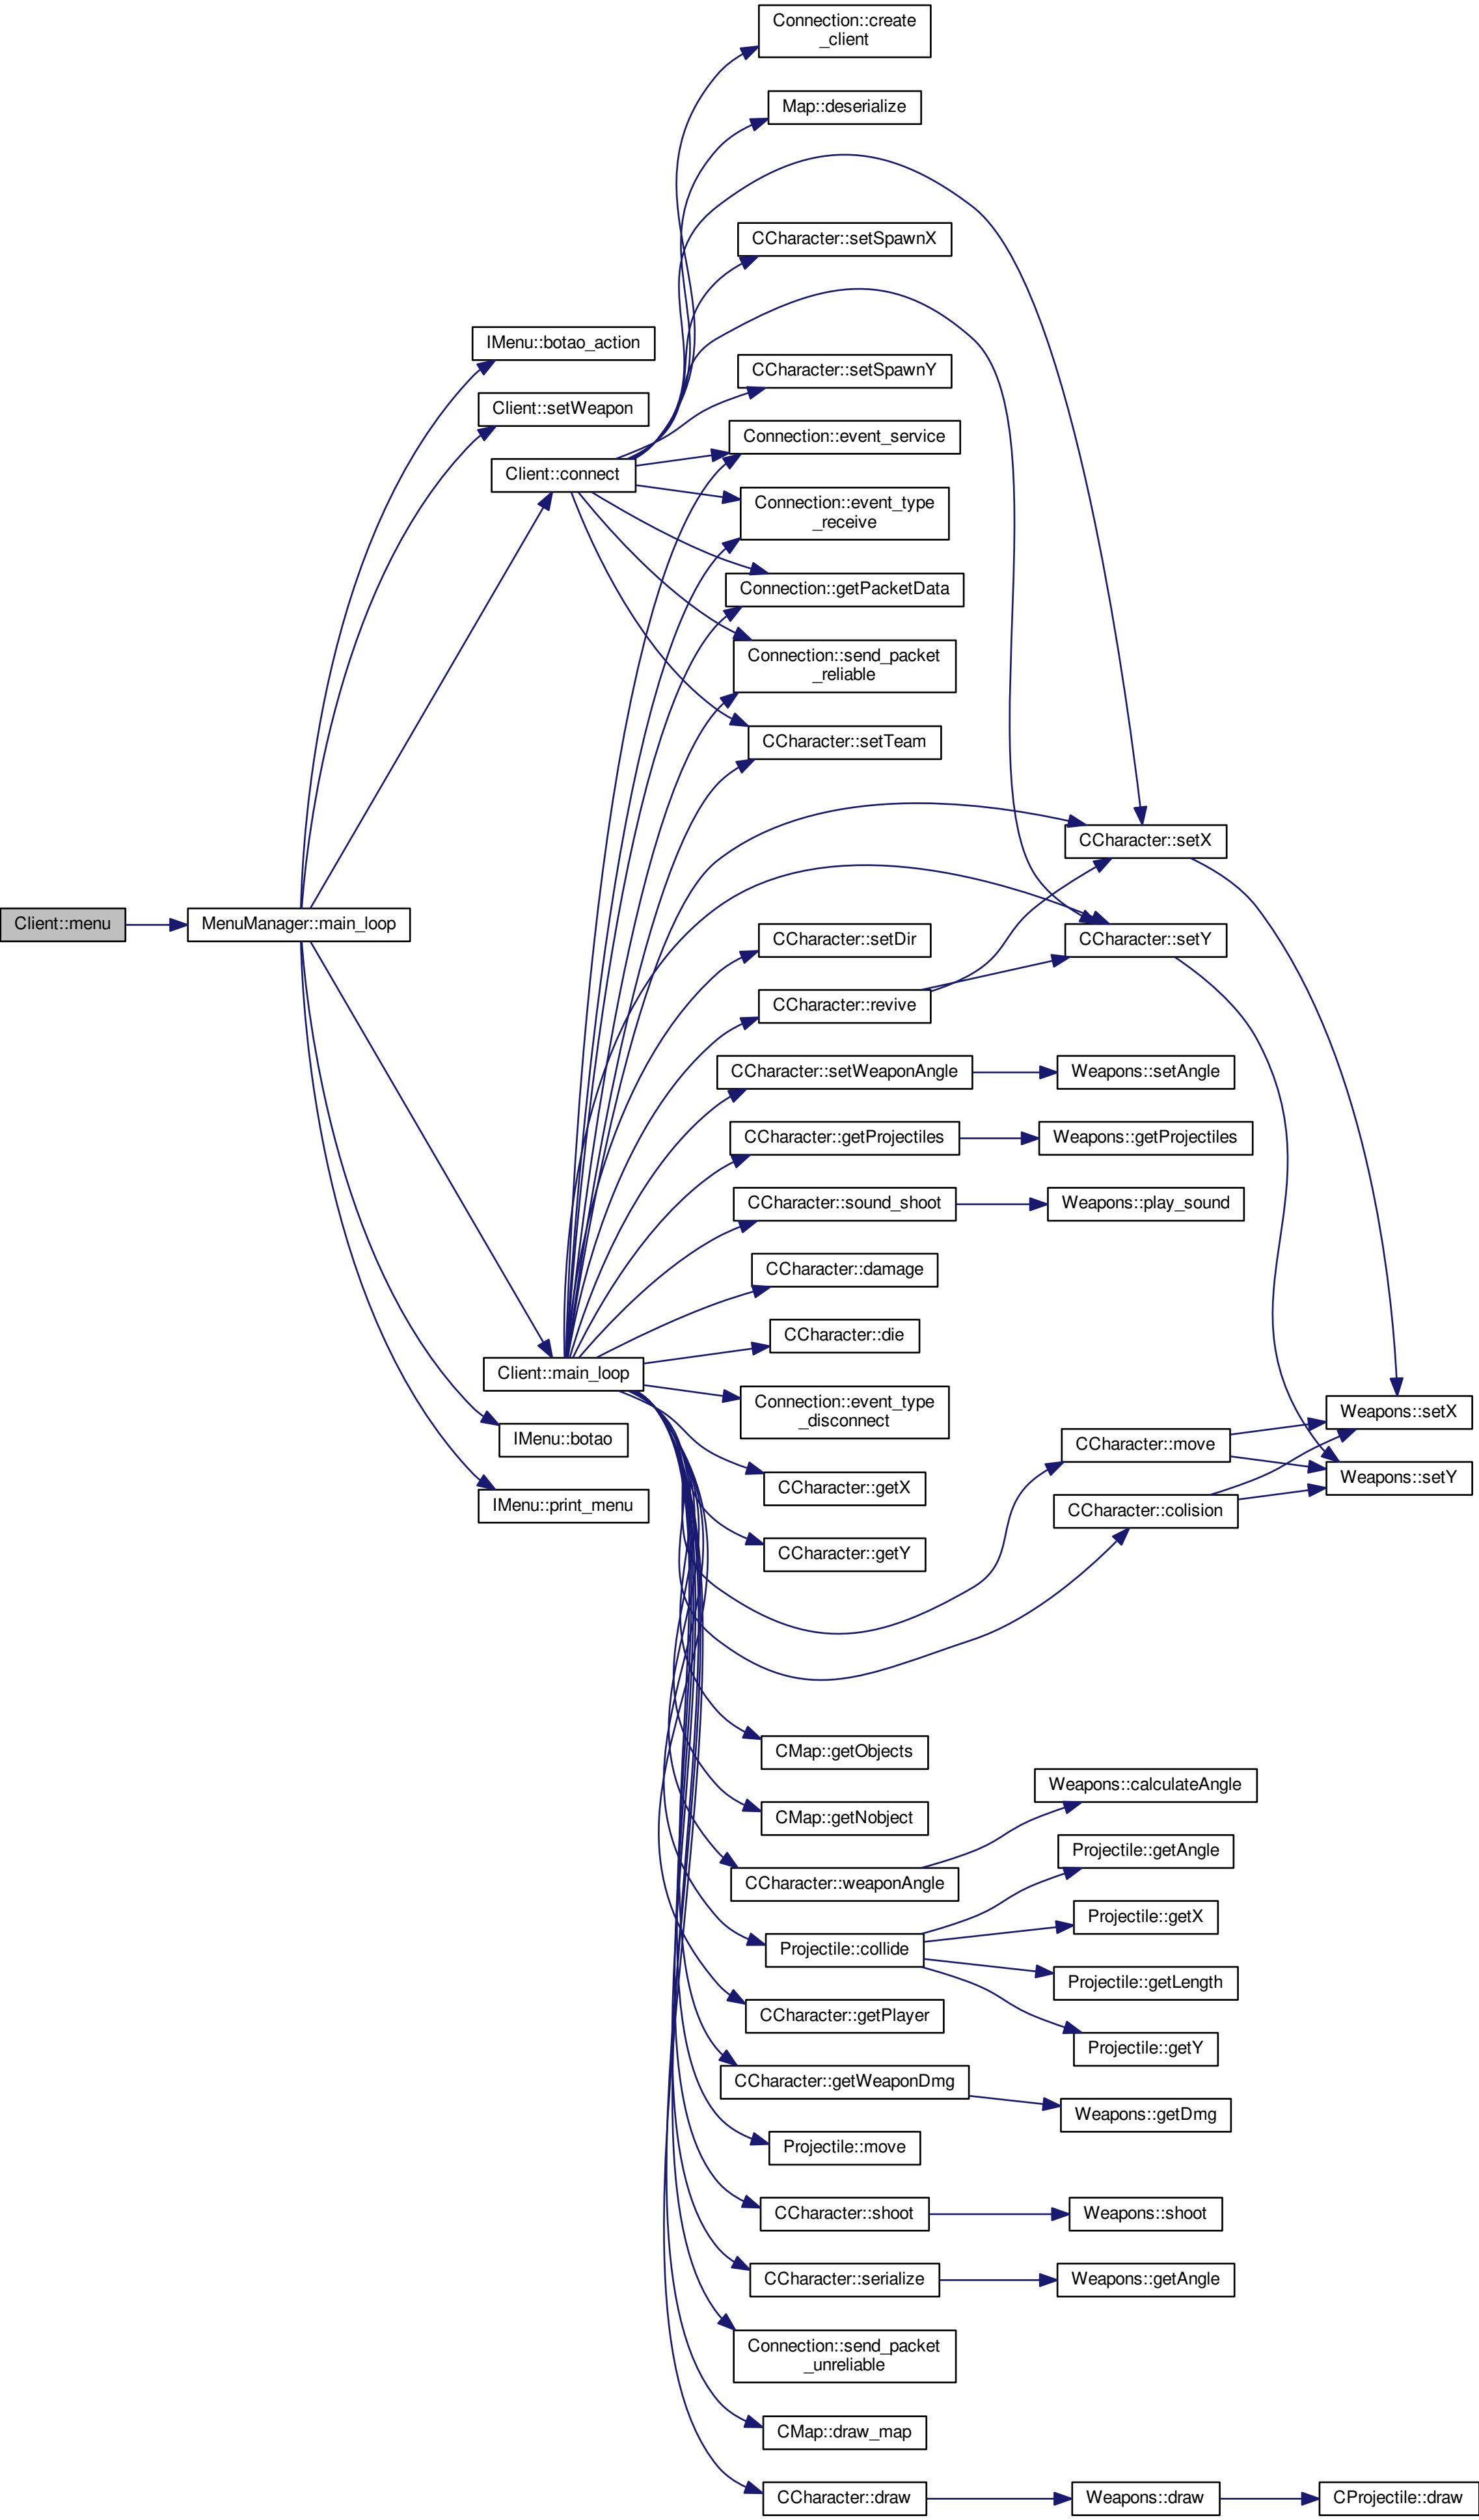 Connection::create
_client
Map::deserialize
CCharacter::setSpawnX
IMenu::botao_action
CCharacter::setSpawnY
Client::setWeapon
Connection::event_service
Client::connect
Connection::event_type
_receive
Connection::getPacketData
Connection::send_packet
_reliable
CCharacter::setTeam
CCharacter::setX
Client::menu
MenuManager::main_loop
CCharacter::setDir
CCharacter::setY
CCharacter::revive
CCharacter::setWeaponAngle
Weapons::setAngle
CCharacter::getProjectiles
Weapons::getProjectiles
CCharacter::sound_shoot
Weapons::play_sound
CCharacter::damage
CCharacter::die
Client::main_loop
Connection::event_type
_disconnect
Weapons::setX
IMenu::botao
CCharacter::move
Weapons::setY
CCharacter::getX
IMenu::print_menu
CCharacter::colision
CCharacter::getY
CMap::getObjects
Weapons::calculateAngle
CMap::getNobject
Projectile::getAngle
CCharacter::weaponAngle
Projectile::getX
Projectile::collide
Projectile::getLength
CCharacter::getPlayer
Projectile::getY
CCharacter::getWeaponDmg
Weapons::getDmg
Projectile::move
CCharacter::shoot
Weapons::shoot
CCharacter::serialize
Weapons::getAngle
Connection::send_packet
_unreliable
CMap::draw_map
CCharacter::draw
Weapons::draw
CProjectile::draw